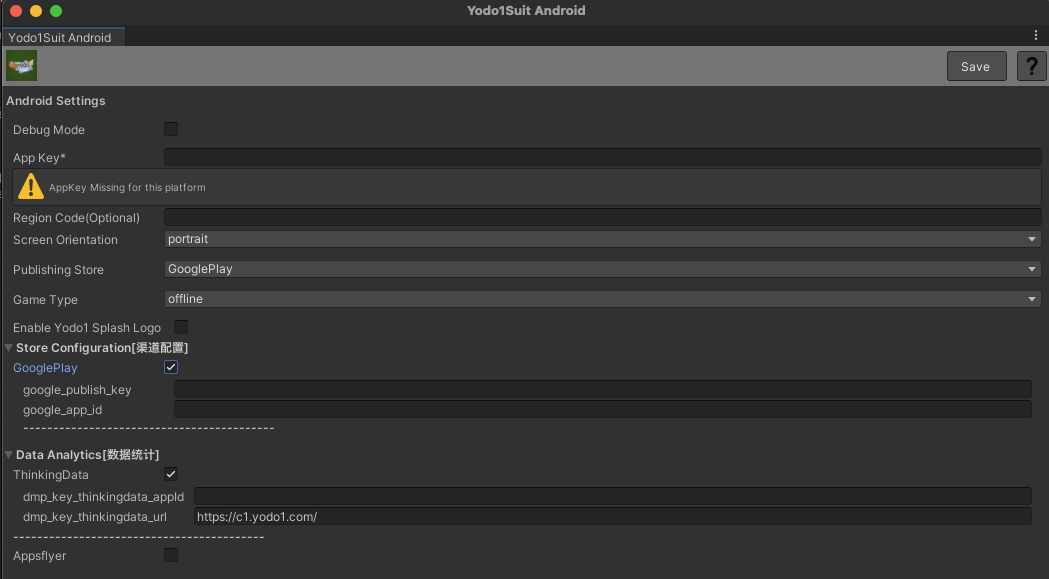 Yodo1Suit Android
Yodo1Suit Android
Save
?
Android Settings
Debug Mode
App Key*
AppKey Missing for this platform
Region Code(Optional)
Screen Orientation portrait
Publishing Store GooglePlay
Game Type offline
Enable Yodo1 Splash Logo
Store Configuration[渠道配置]
GooglePlay
google_publish_key
google_app_id
------------------------------------------
Data Analytics[数据统计]
ThinkingData
dmp_key_thinkingdata_appId
dmp_key_thinkingdata_url https://c1.yodo1.com/
------------------------------------------
Appsflyer